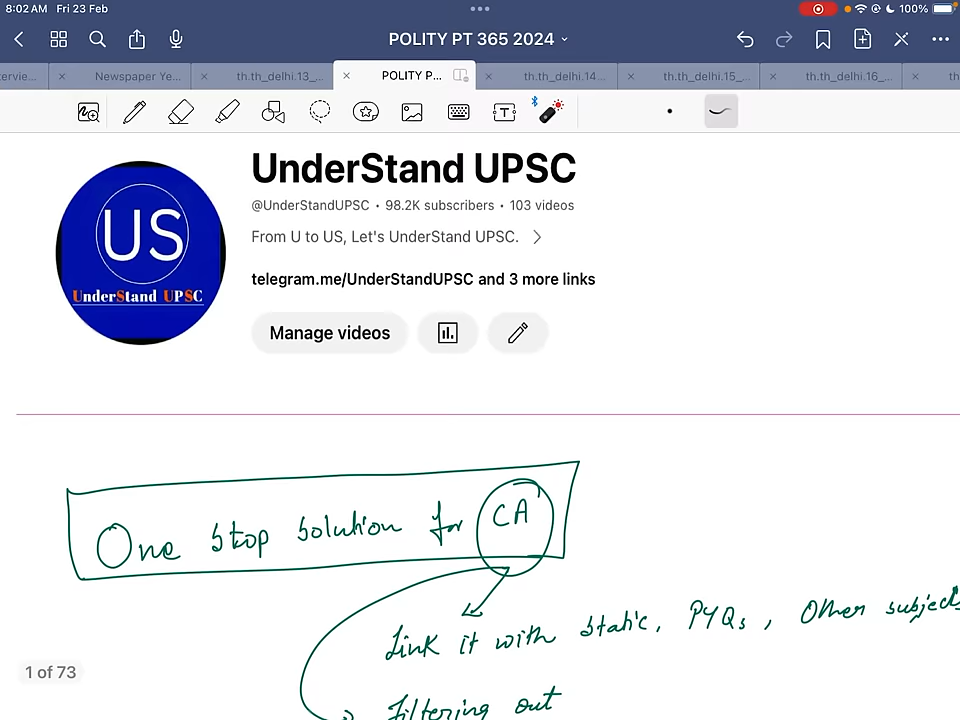 8:02 AM Fri 23 Feb
100%
POLITY PT 365 2024
tervie...
Newspaper Ye...
th.th_delhi.13_...
POLITY P...
th.th_delhi.14...
th.th_delhi.15_...
th.th_delhi.16_...
th
US
UnderStand UPSC
UnderStand UPSC
@UnderStandUPSC • 98.2K subscribers • 103 videos
From U to US, Let's UnderStand UPSC.
telegram.me/UnderStandUPSC and 3 more links
Manage videos
One stop solution for CA
Link it with static, PYQs, Other subjects
Filtering out
1 of 73